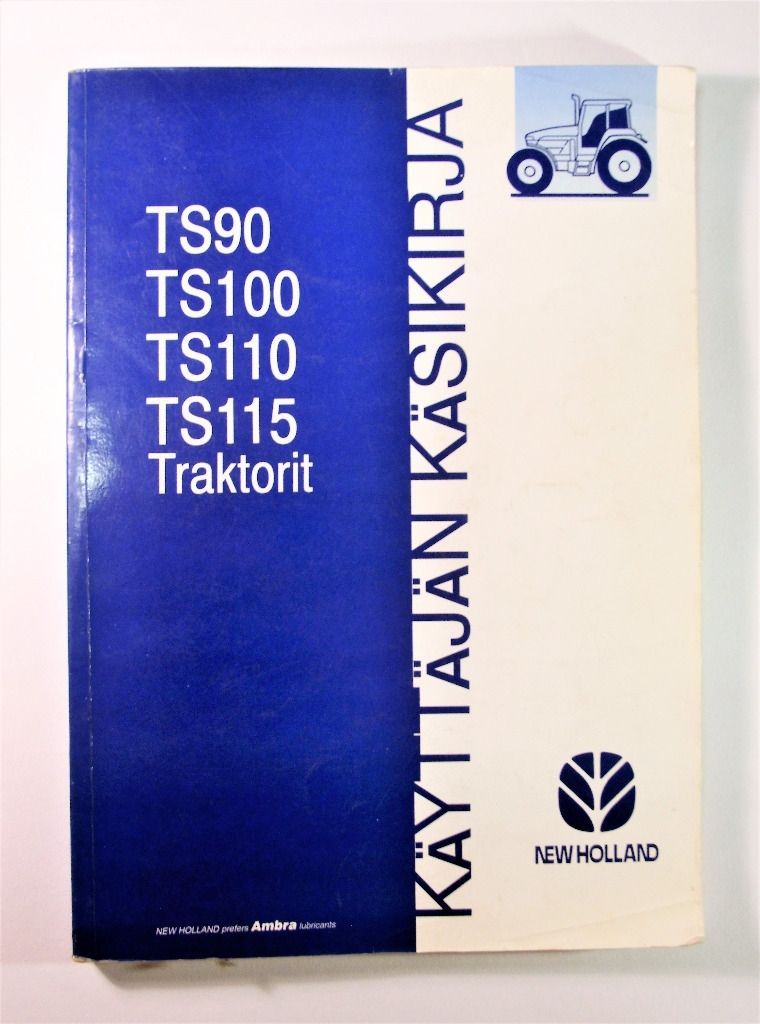 TS90
TS100
TS110
TS115
Traktorit
KÄYTTÄJÄN KÄSIKIRJA
NEW HOLLAND
NEW HOLLAND prefers Ambra lubricants